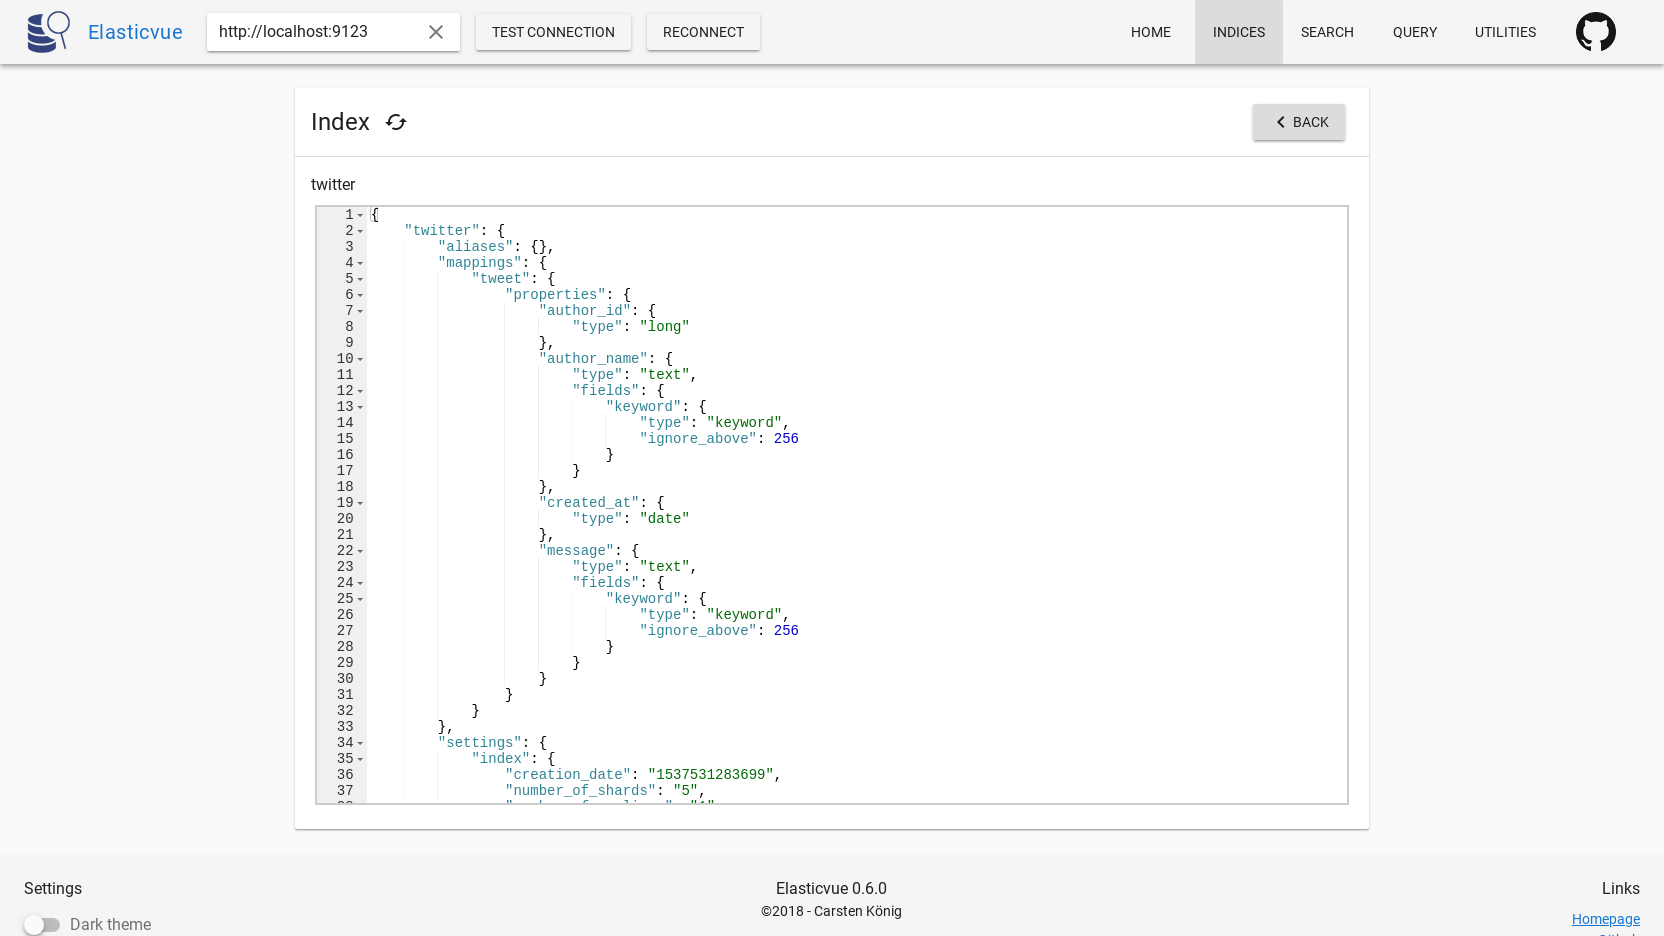 Elasticvue
http://localhost:9123
TEST CONNECTION
RECONNECT
HOME
INDICES
SEARCH
QUERY
UTILITIES
Index
BACK
twitter
1 {
2     "twitter": {
3         "aliases": {},
4         "mappings": {
5             "tweet": {
6                 "properties": {
7                     "author_id": {
8                         "type": "long"
9                     },
10                     "author_name": {
11                         "type": "text",
12                         "fields": {
13                             "keyword": {
14                                 "type": "keyword",
15                                 "ignore_above": 256
16                             }
17                         }
18                     },
19                     "created_at": {
20                         "type": "date"
21                     },
22                     "message": {
23                         "type": "text",
24                         "fields": {
25                             "keyword": {
26                                 "type": "keyword",
27                                 "ignore_above": 256
28                             }
29                         }
30                     }
31                 }
32             }
33         },
34         "settings": {
35             "index": {
36                 "creation_date": "1537531283699",
37                 "number_of_shards": "5",
Settings
Dark theme
Elasticvue 0.6.0
©2018 - Carsten König
Links
Homepage